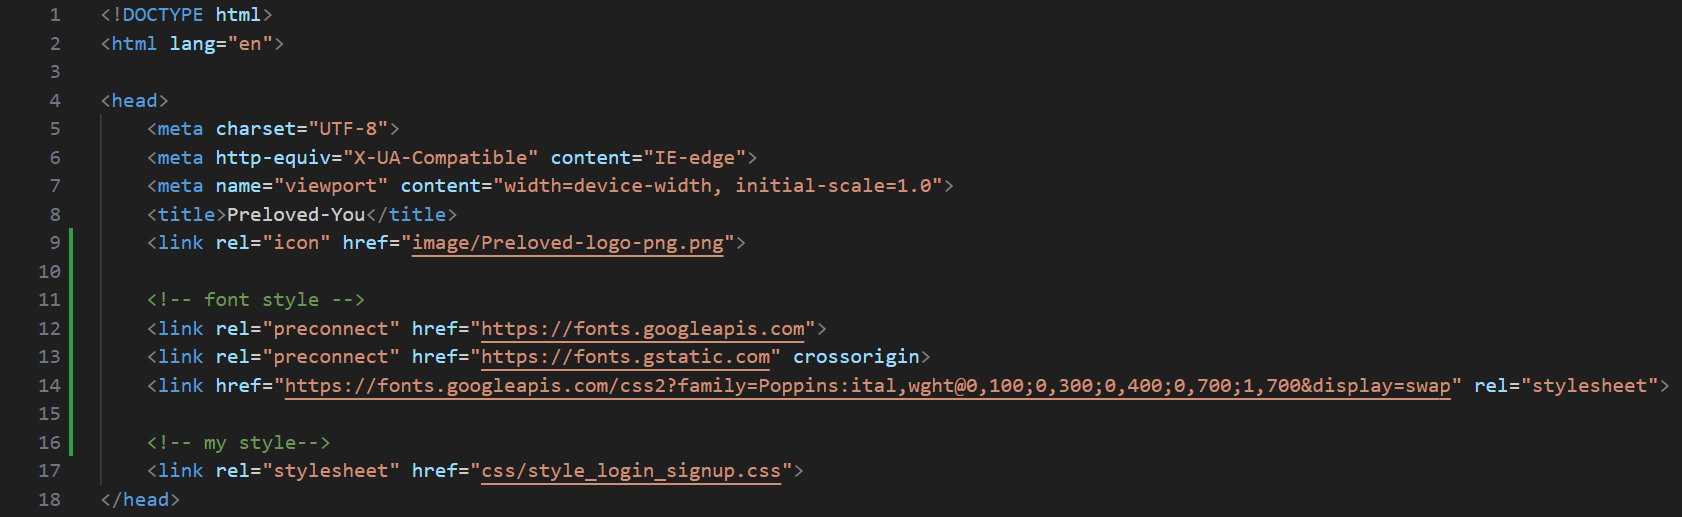 1 <!DOCTYPE html>
2 <html lang="en">
3
4 <head>
5     <meta charset="UTF-8">
6     <meta http-equiv="X-UA-Compatible" content="IE-edge">
7     <meta name="viewport" content="width=device-width, initial-scale=1.0">
8     <title>Preloved-You</title>
9     <link rel="icon" href="image/Preloved-logo-png.png">
10
11     <!-- font style -->
12     <link rel="preconnect" href="https://fonts.googleapis.com">
13     <link rel="preconnect" href="https://fonts.gstatic.com" crossorigin>
14     <link href="https://fonts.googleapis.com/css2?family=Poppins:ital,wght@0,100;0,300;0,400;0,700;1,700&display=swap" rel="stylesheet">
15
16     <!-- my style-->
17     <link rel="stylesheet" href="css/style_login_signup.css">
18 </head>